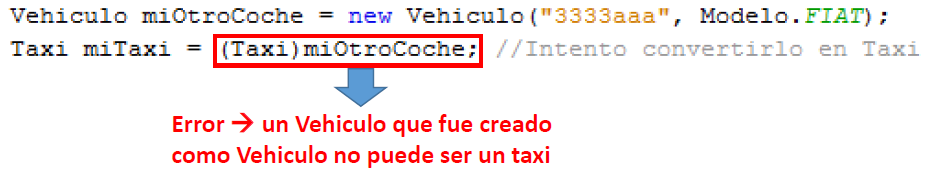 Vehiculo miOtroCoche = new Vehiculo("3333aaa", Modelo.FIAT);
Taxi miTaxi = (Taxi)miOtroCoche; //Intento convertirlo en Taxi
Error → un Vehiculo que fue creado
como Vehiculo no puede ser un taxi